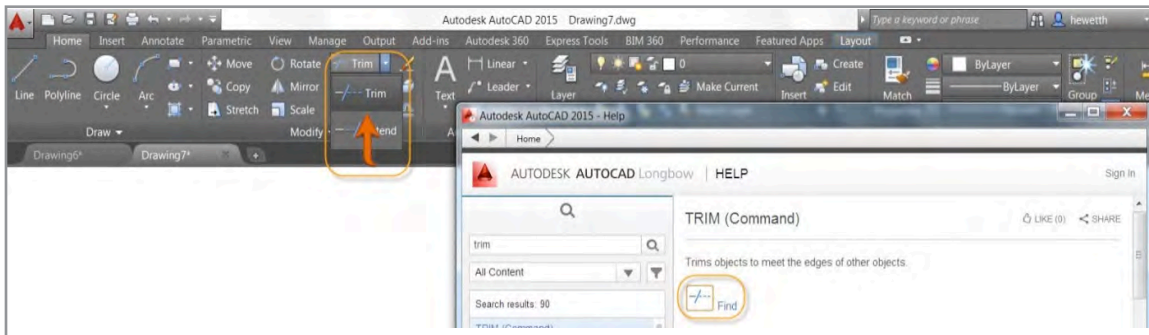 Autodesk AutoCAD 2015 Drawing7.dwg Type a keyword or phrase hewetth
Home Insert Annotate Parametric View Manage Output Add-ins Autodesk 360 Express Tools BIM 360 Performance Featured Apps Layout
Move Rotate Trim Linear 0 Create ByLayer
Line Polyline Circle Arc Copy Mirror Trim Text Leader Layer Make Current Insert Edit Match ByLayer Group
Stretch Scale
Draw Modify
Drawing6* Drawing7*
Autodesk AutoCAD 2015 - Help
Home
AUTODESK AUTOCAD Longbow | HELP Sign In
TRIM (Command) LIKE (0) SHARE
trim
Trims objects to meet the edges of other objects.
All Content
Find
Search results: 90
TRIM (Command)